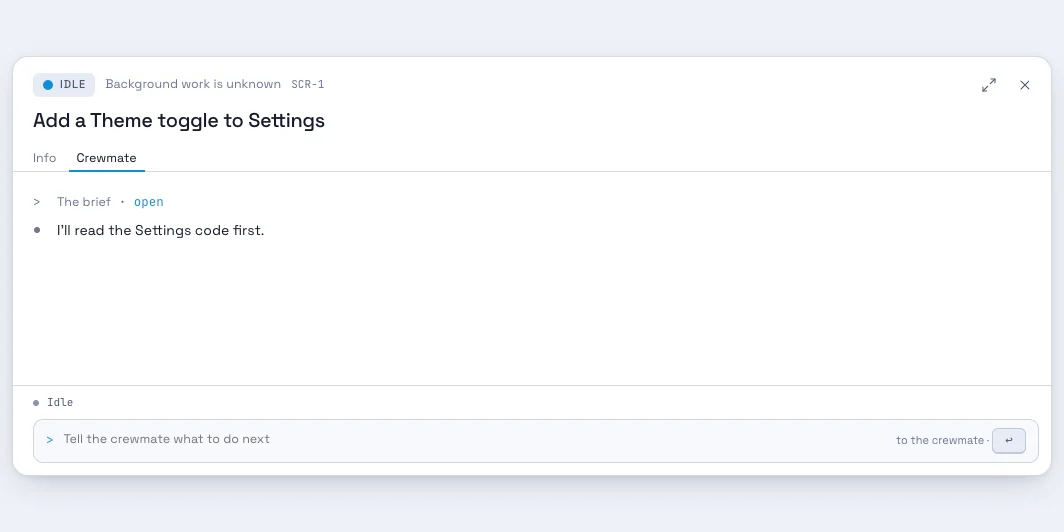 IDLE Background work is unknown SCR-1
Add a Theme toggle to Settings
Info Crewmate
> The brief · open
I'll read the Settings code first.
Idle
> Tell the crewmate what to do next to the crewmate · ↩